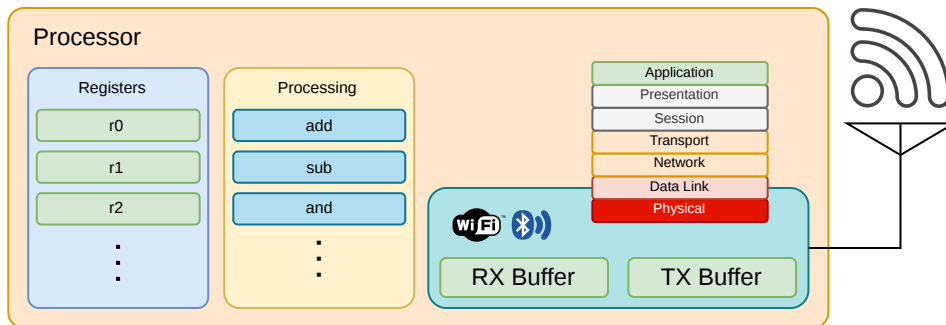 Processor
Registers
r0
r1
r2
Processing
add
sub
and
Application
Presentation
Session
Transport
Network
Data Link
Physical
WiFi™
RX Buffer
TX Buffer